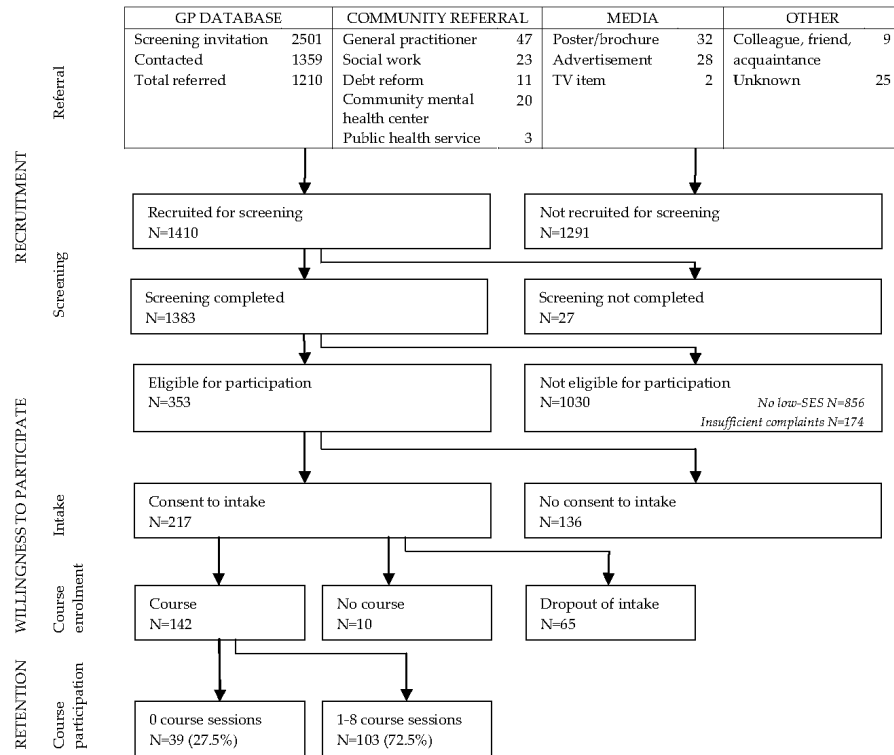 GP DATABASE COMMUNITY REFERRAL MEDIA OTHER
Screening invitation 2501 General practitioner 47 Poster/brochure 32 Colleague, friend, 9
Contacted 1359 Social work 23 Advertisement 28 acquaintance
Total referred 1210 Debt reform 11 TV item 2 Unknown 25
Community mental 20
health center
Public health service 3
Referral
RECRUITMENT
Recruited for screening Not recruited for screening
N=1410 N=1291
Screening
Screening completed Screening not completed
N=1383 N=27
Eligible for participation Not eligible for participation
N=353 N=1030 No low-SES N=856
Insufficient complaints N=174
WILLINGNESS TO PARTICIPATE
Intake
Consent to intake No consent to intake
N=217 N=136
Course
enrolment
Course No course Dropout of intake
N=142 N=10 N=65
RETENTION
Course
participation
0 course sessions 1-8 course sessions
N=39 (27.5%) N=103 (72.5%)